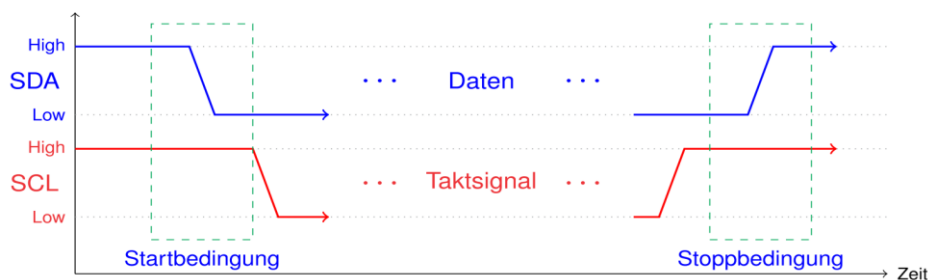 High
SDA ... Daten ...
Low
High
SCL ... Taktsignal ...
Low
Startbedingung Stoppbedingung
Zeit